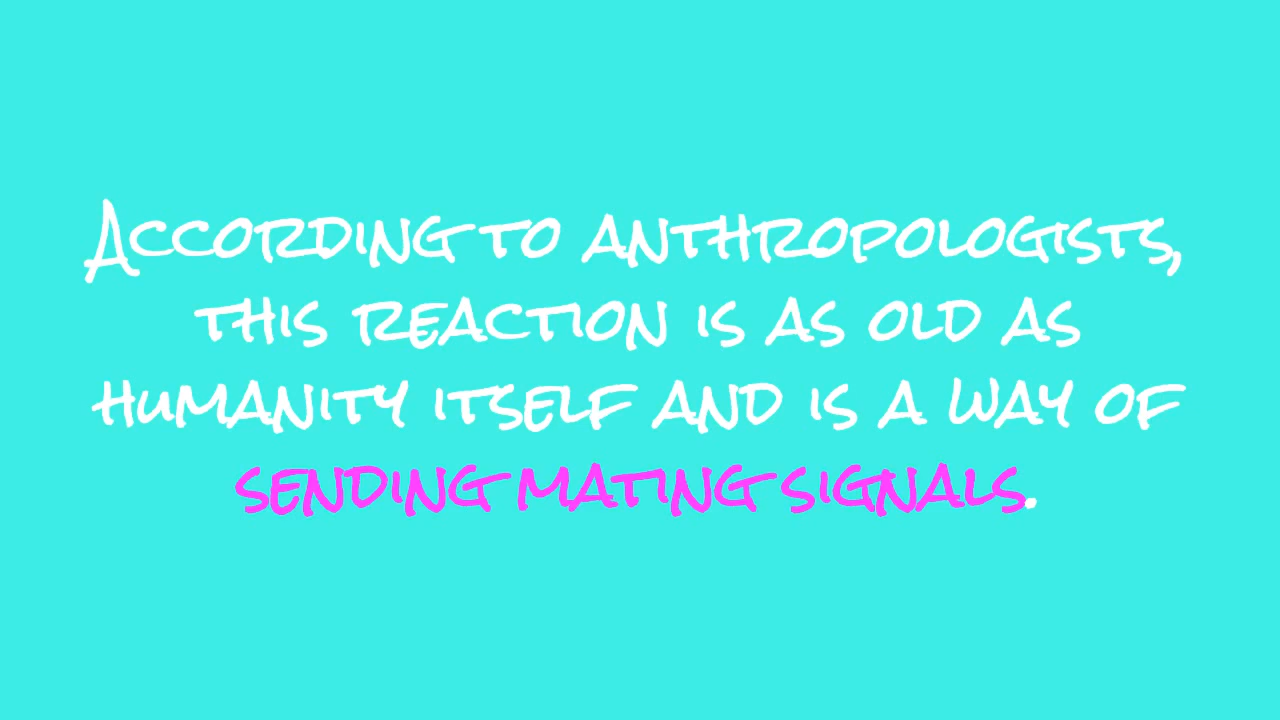 According to anthropologists,
this reaction is as old as
humanity itself and is a way of
sending mating signals.